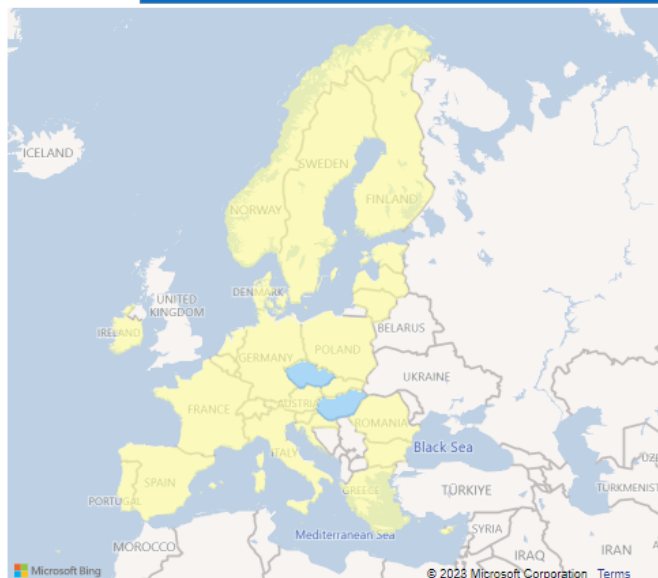 ICELAND
SWEDEN
NORWAY
FINLAND
DENMARK
UNITED
KINGDOM
IRELAND
BELARUS
GERMANY
POLAND
UKRAINE
FRANCE
AUSTRIA
ROMANIA
ITALY
Black Sea
PORTUGAL
SPAIN
GREECE
TÜRKIYE
TURKMENIST
Mediterranean Sea
SYRIA
MOROCCO
IRAQ
IRAN
Microsoft Bing
© 2023 Microsoft Corporation Terms